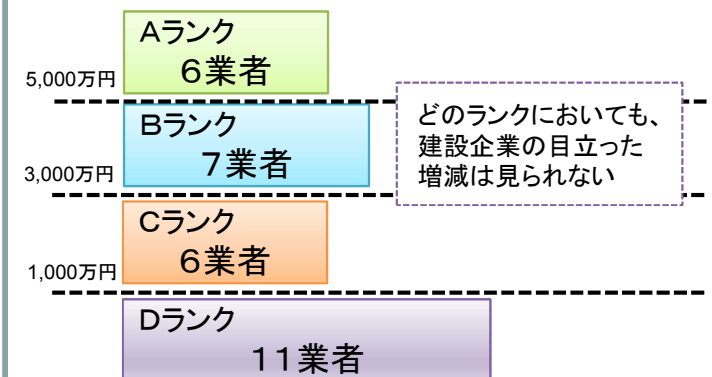 Aランク
6業者
5,000万円
どのランクにおいても、
建設企業の目立った
増減は見られない
Bランク
7業者
3,000万円
Cランク
6業者
1,000万円
Dランク
11業者